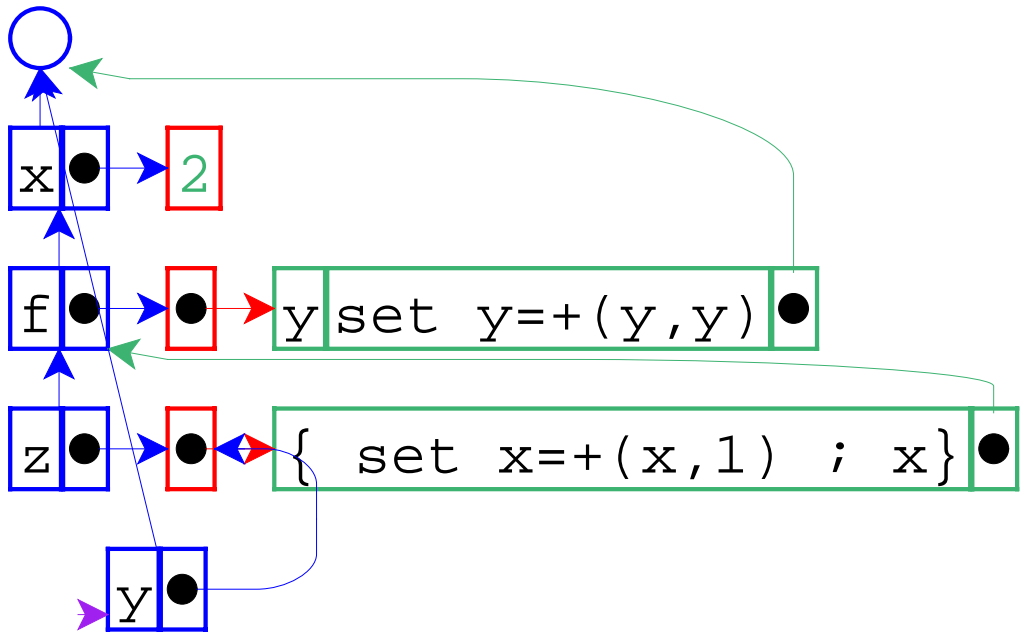 x 2
f y set y=+(y,y)
z { set x=+(x,1) ; x}
y